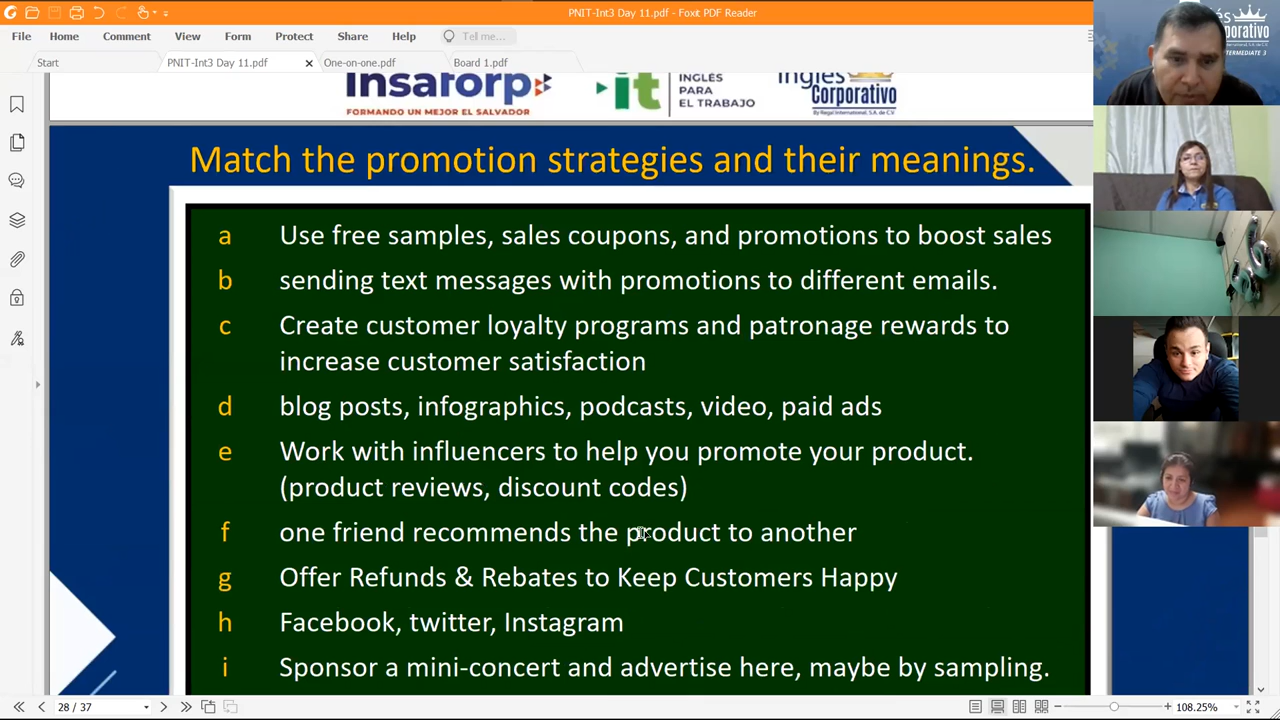 PNIT-Int3 Day 11.pdf - Foxit PDF Reader
File Home Comment View Form Protect Share Help Tell me...
Start PNIT-Int3 Day 11.pdf One-on-one.pdf Board 1.pdf
Insaforp
FORMANDO UN MEJOR EL SALVADOR
it
INGLÉS
PARA
EL TRABAJO
Inglés
Corporativo
By Regal International, S.A. de C.V.
Match the promotion strategies and their meanings.
a Use free samples, sales coupons, and promotions to boost sales
b sending text messages with promotions to different emails.
c Create customer loyalty programs and patronage rewards to
increase customer satisfaction
d blog posts, infographics, podcasts, video, paid ads
e Work with influencers to help you promote your product.
(product reviews, discount codes)
f one friend recommends the product to another
g Offer Refunds & Rebates to Keep Customers Happy
h Facebook, twitter, Instagram
i Sponsor a mini-concert and advertise here, maybe by sampling.
28 / 37
108.25%